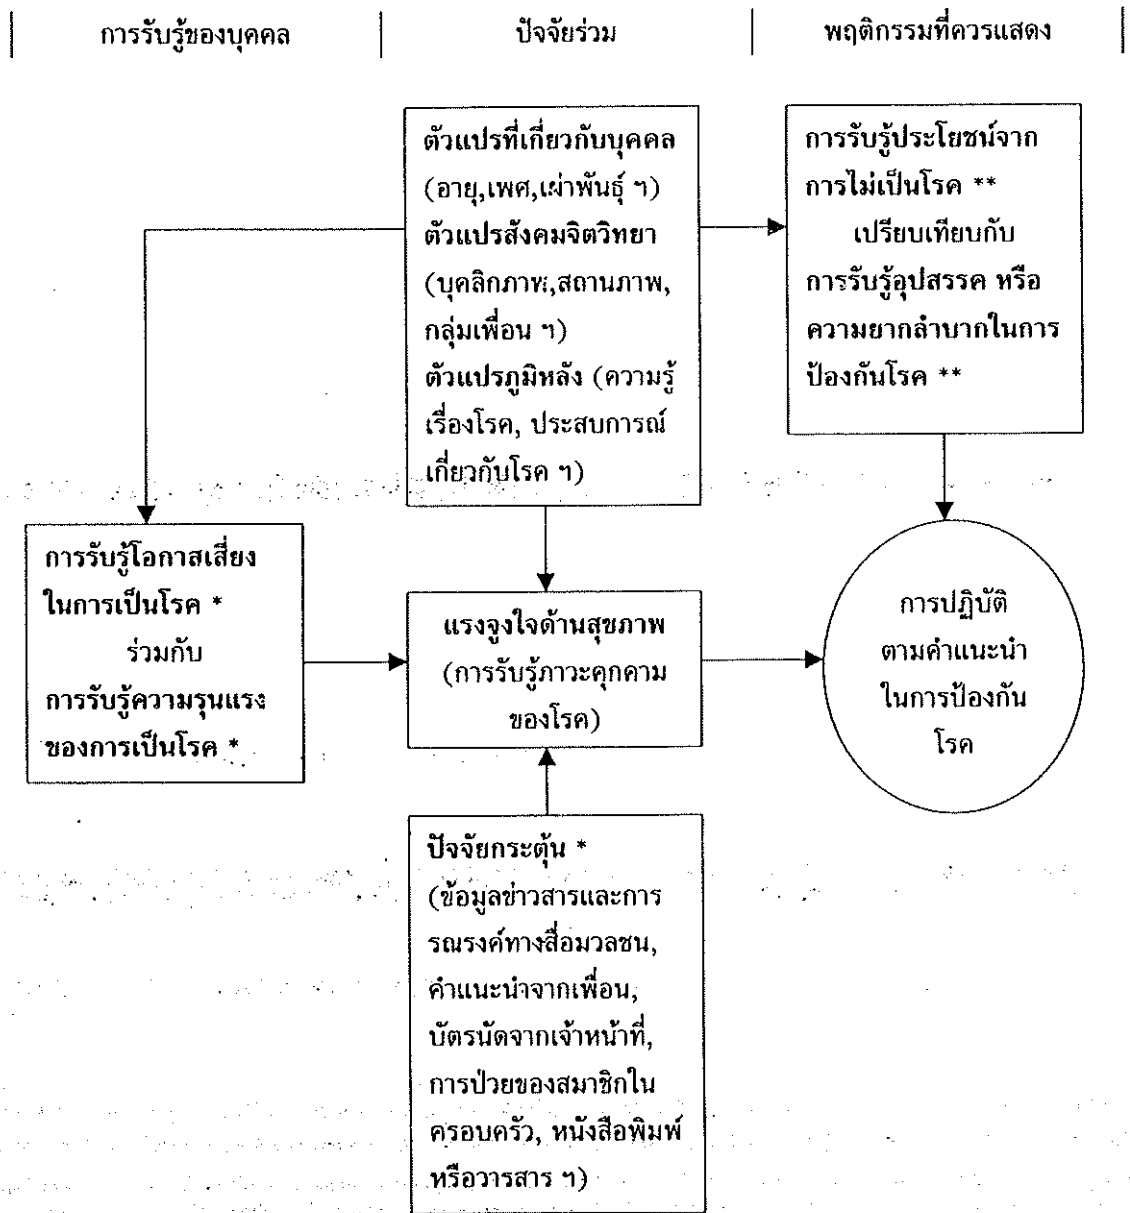 การรับรู้ของบุคคล
ปัจจัยร่วม
พฤติกรรมที่ควรแสดง
ตัวแปรที่เกี่ยวกับบุคคล
(อายุ,เพศ,เผ่าพันธุ์ ฯ)
ตัวแปรสังคมจิตวิทยา
(บุคลิกภาพ,สถานภาพ,
กลุ่มเพื่อน ฯ)
ตัวแปรภูมิหลัง (ความรู้
เรื่องโรค, ประสบการณ์
เกี่ยวกับโรค ฯ)
การรับรู้ประโยชน์จาก
การไม่เป็นโรค **
เปรียบเทียบกับ
การรับรู้อุปสรรค หรือ
ความยากลำบากในการ
ป้องกันโรค **
การรับรู้โอกาสเสี่ยง
ในการเป็นโรค *
ร่วมกับ
การรับรู้ความรุนแรง
ของการเป็นโรค *
แรงจูงใจด้านสุขภาพ
(การรับรู้ภาวะคุกคาม
ของโรค)
การปฏิบัติ
ตามคำแนะนำ
ในการป้องกัน
โรค
ปัจจัยกระตุ้น *
(ข้อมูลข่าวสารและการ
รณรงค์ทางสื่อมวลชน,
คำแนะนำจากเพื่อน,
บัตรนัดจากเจ้าหน้าที่,
การป่วยของสมาชิกใน
ครอบครัว, หนังสือพิมพ์
หรือวารสาร ฯ)